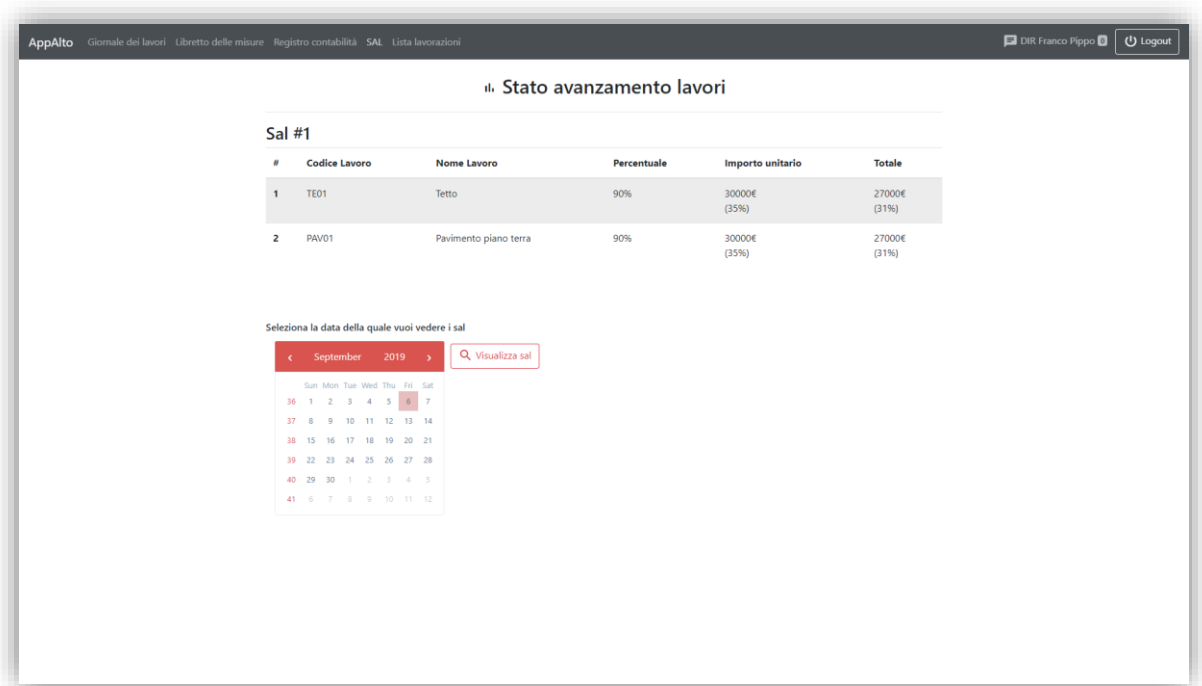 AppAlto Giornale dei lavori Libretto delle misure Registro contabilità SAL Lista lavorazioni DIR Franco Pippo 0 Logout
Stato avanzamento lavori
Sal #1
# Codice Lavoro Nome Lavoro Percentuale Importo unitario Totale
1 TE01 Tetto 90% 30000€ 27000€
(35%) (31%)
2 PAV01 Pavimento piano terra 90% 30000€ 27000€
(35%) (31%)
Seleziona la data della quale vuoi vedere i sal
‹ September 2019 › Visualizza sal
Sun Mon Tue Wed Thu Fri Sat
36 1 2 3 4 5 6 7
37 8 9 10 11 12 13 14
38 15 16 17 18 19 20 21
39 22 23 24 25 26 27 28
40 29 30 1 2 3 4 5
41 6 7 8 9 10 11 12